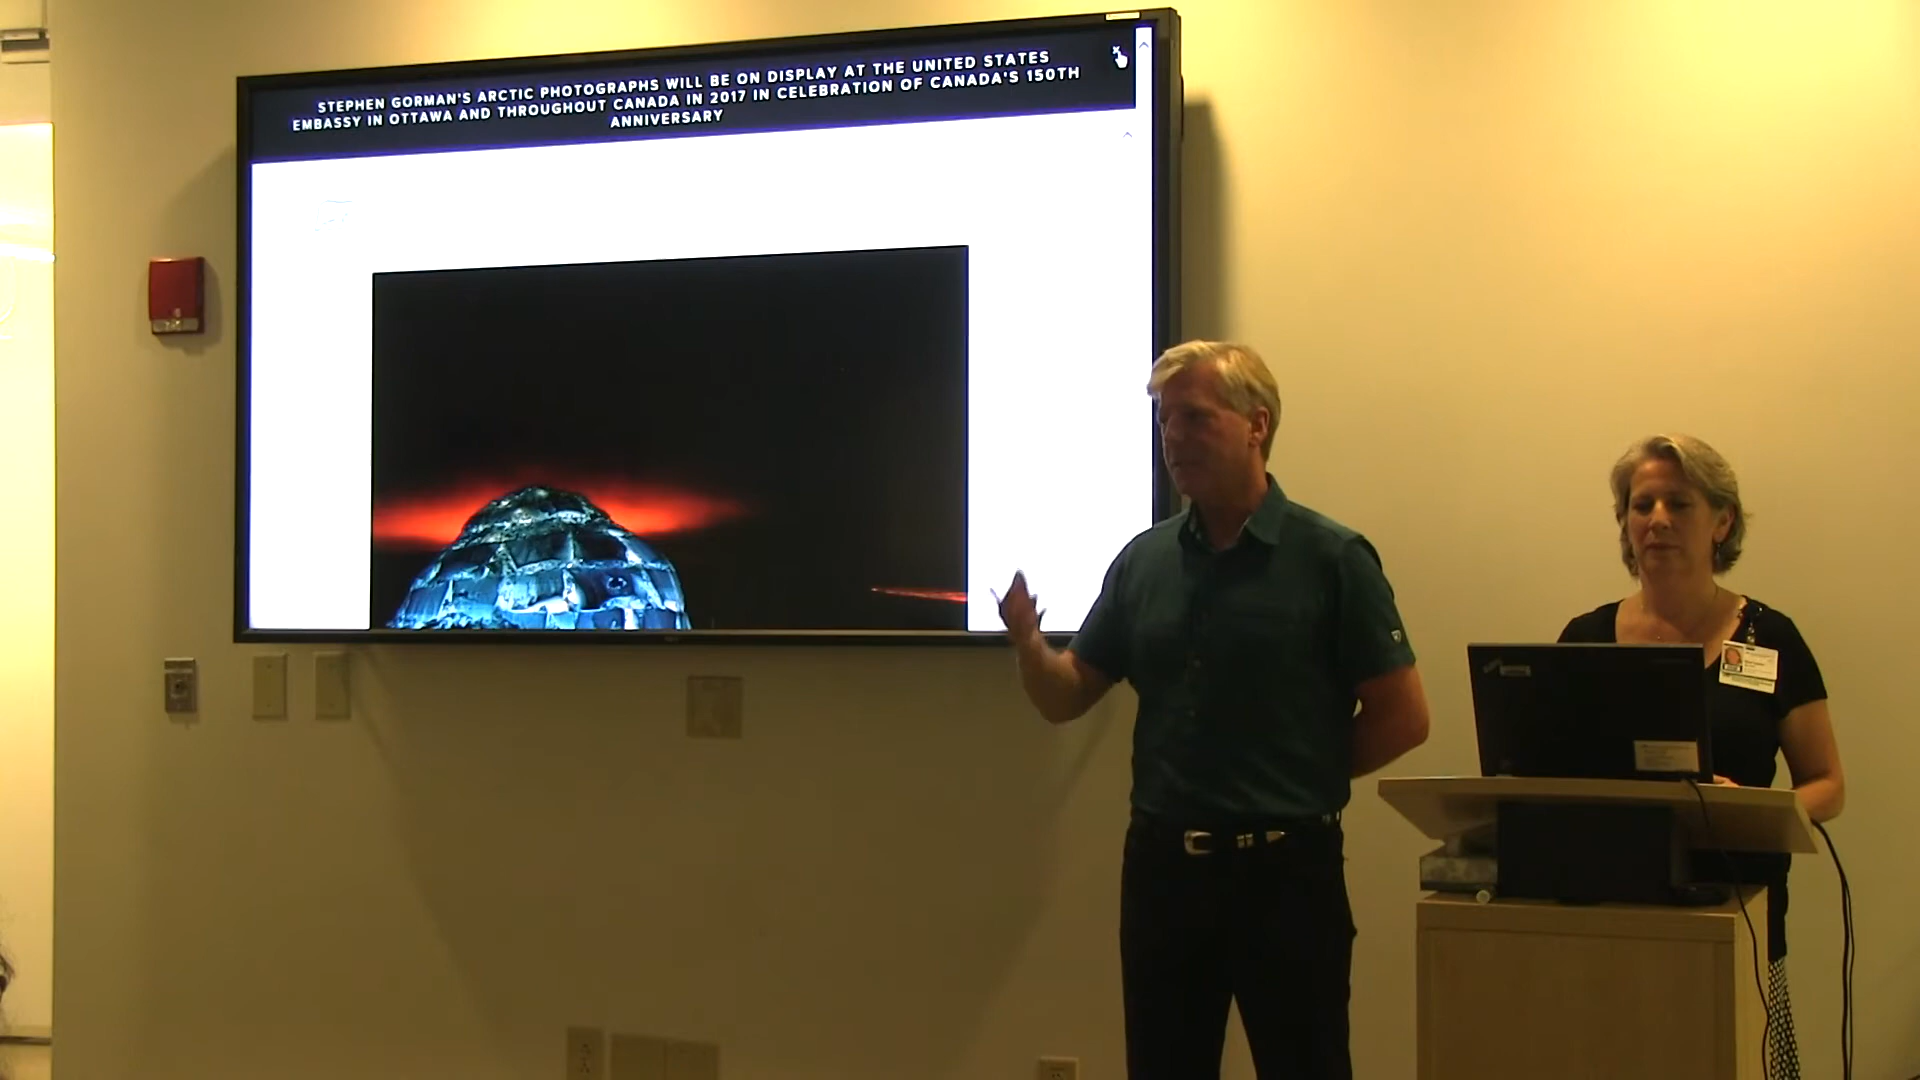 STEPHEN GORMAN'S ARCTIC PHOTOGRAPHS WILL BE ON DISPLAY AT THE UNITED STATES
EMBASSY IN OTTAWA AND THROUGHOUT CANADA IN 2017 IN CELEBRATION OF CANADA'S 150TH
ANNIVERSARY